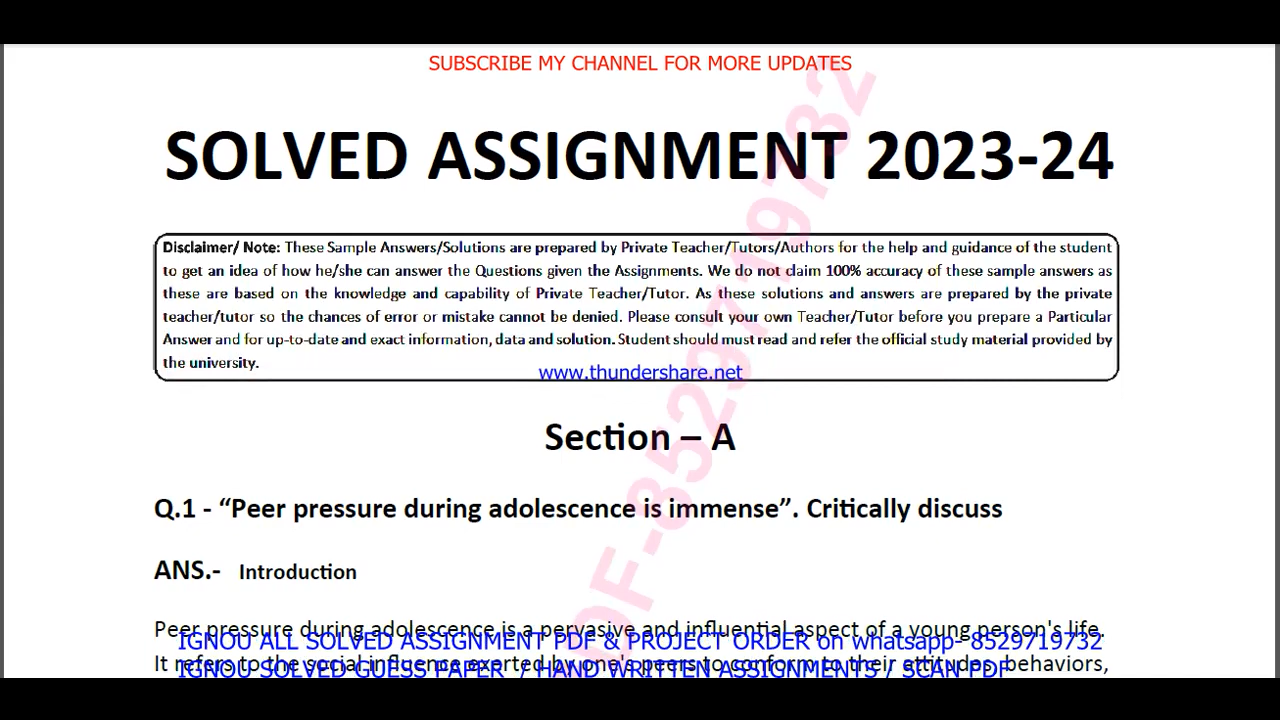 SUBSCRIBE MY CHANNEL FOR MORE UPDATES
SOLVED ASSIGNMENT 2023-24
Disclaimer/ Note: These Sample Answers/Solutions are prepared by Private Teacher/Tutors/Authors for the help and guidance of the student
to get an idea of how he/she can answer the Questions given the Assignments. We do not claim 100% accuracy of these sample answers as
these are based on the knowledge and capability of Private Teacher/Tutor. As these solutions and answers are prepared by the private
teacher/tutor so the chances of error or mistake cannot be denied. Please consult your own Teacher/Tutor before you prepare a Particular
Answer and for up-to-date and exact information, data and solution. Student should must read and refer the official study material provided by
the university.
www.thundershare.net
Section – A
Q.1 - “Peer pressure during adolescence is immense”. Critically discuss
ANS.- Introduction
Peer pressure during adolescence is a pervasive and influential aspect of a young person's life.
IGNOU ALL SOLVED ASSIGNMENT PDF & PROJECT ORDER on whatsapp- 8529719732
It refers to the social influence exerted by one's peers to conform to their attitudes, behaviors,
IGNOU SOLVED GUESS PAPER / HAND WRITTEN ASSIGNMENTS / SCAN PDF
PDF-8529719732